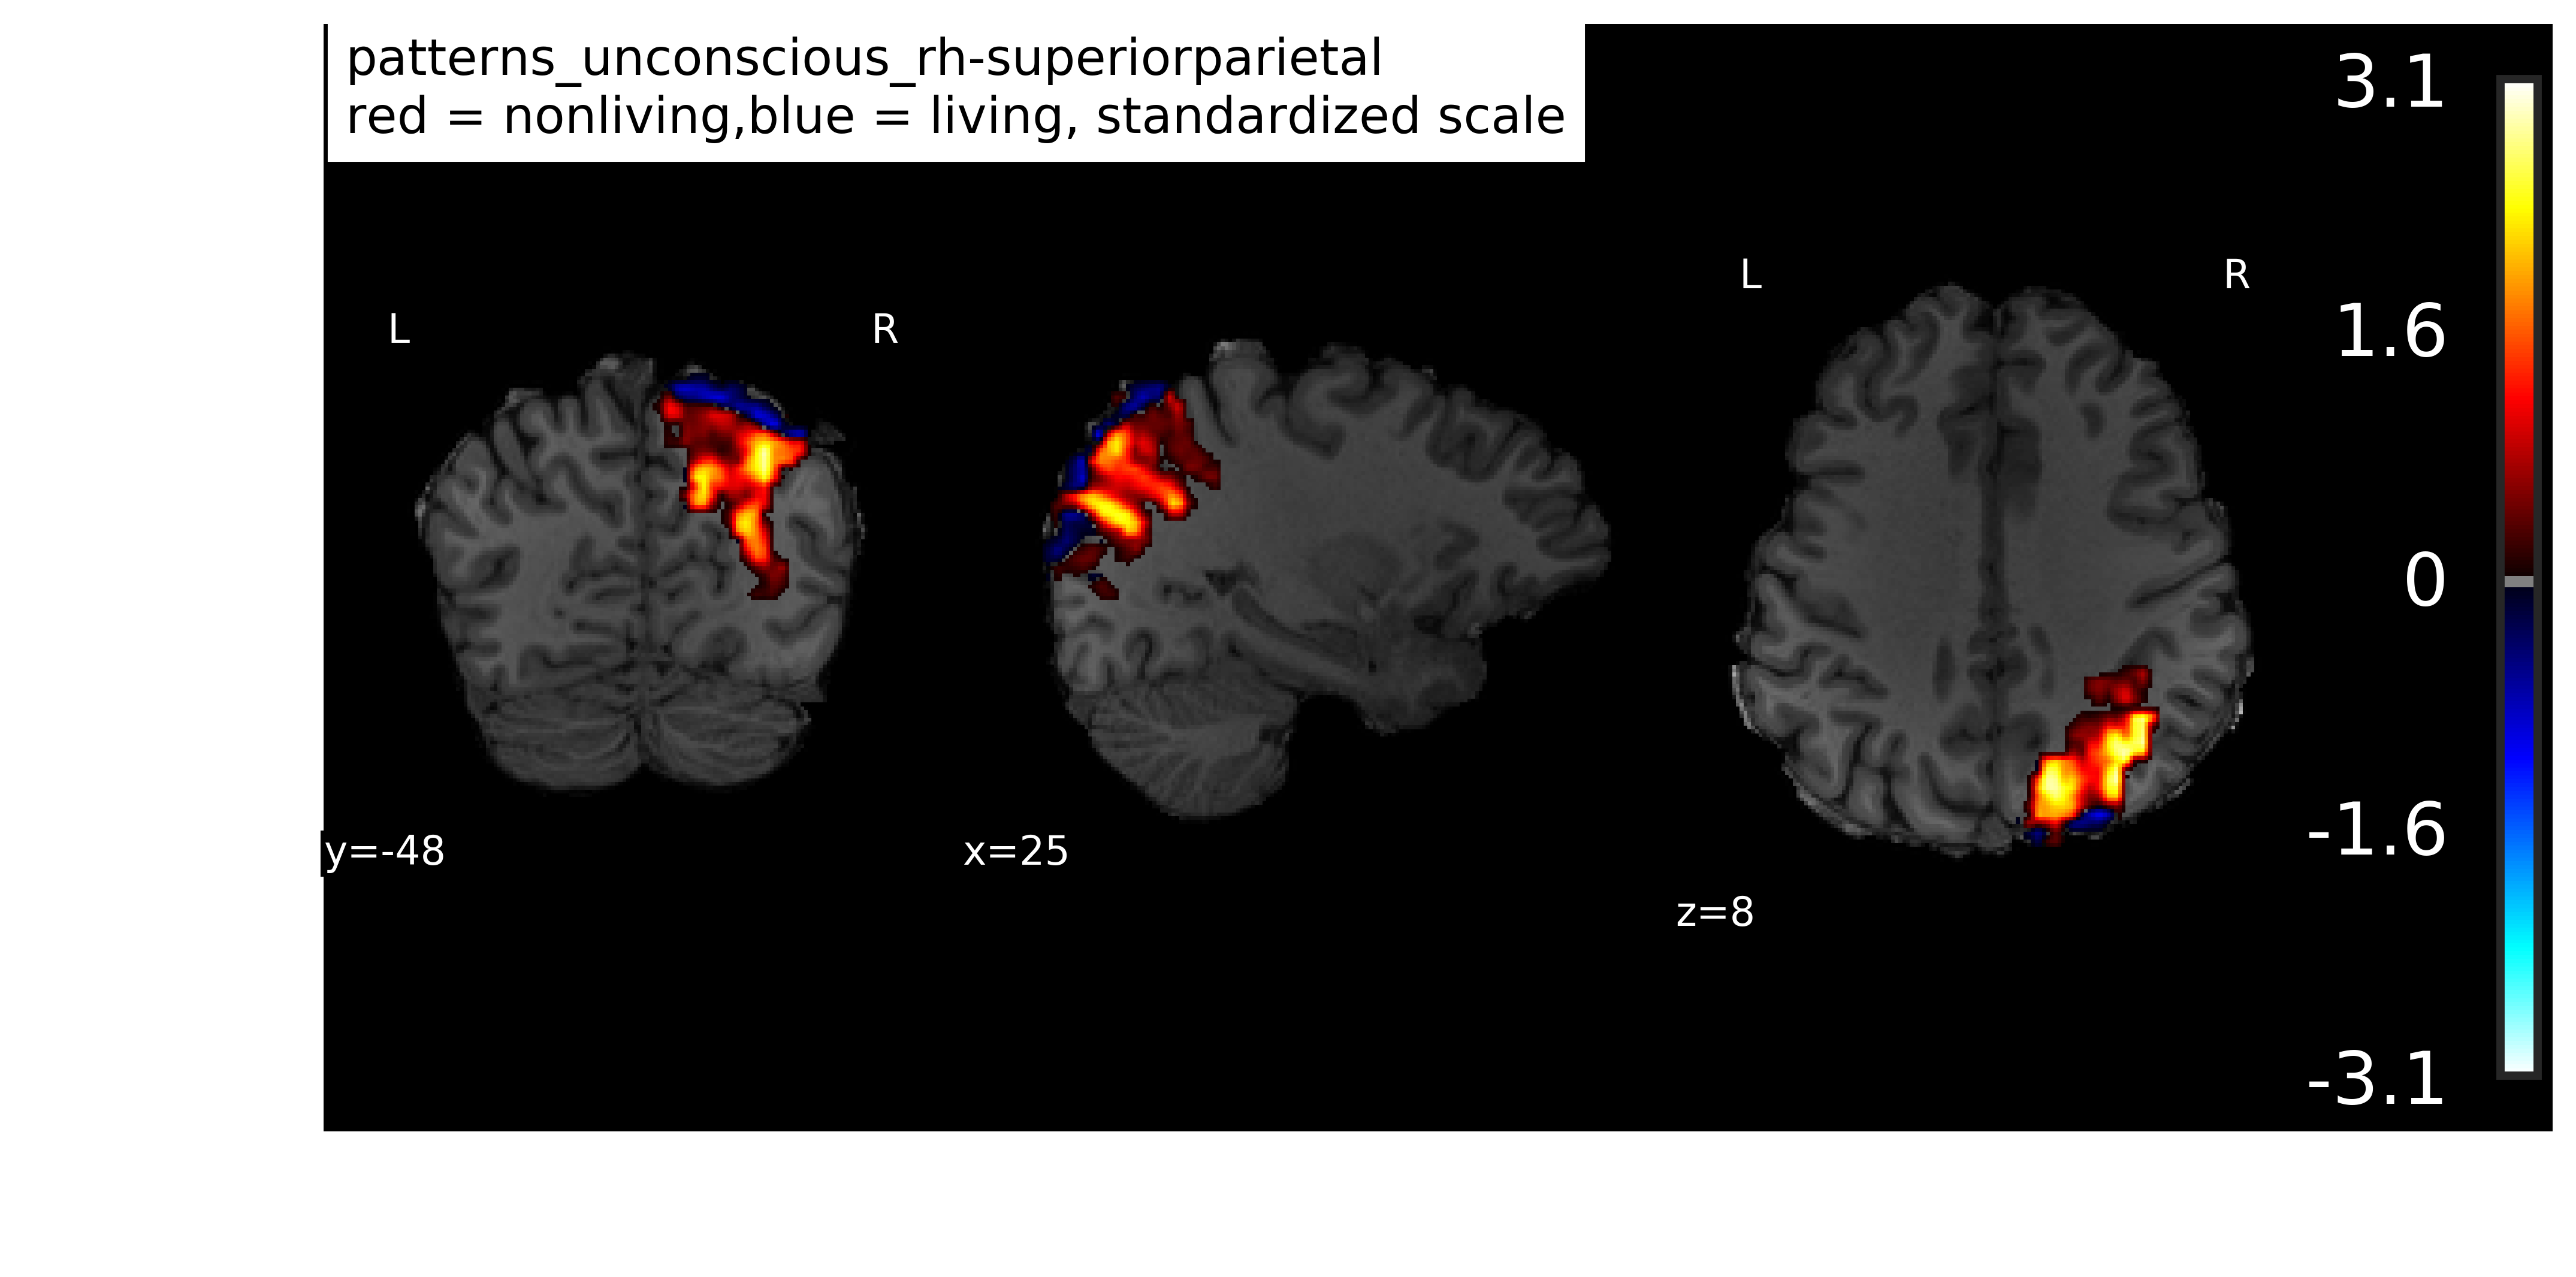 patterns_unconscious_rh-superiorparietal
red = nonliving,blue = living, standardized scale
L
R
y=-48
x=25
L
R
z=8
3.1
1.6
0
-1.6
-3.1